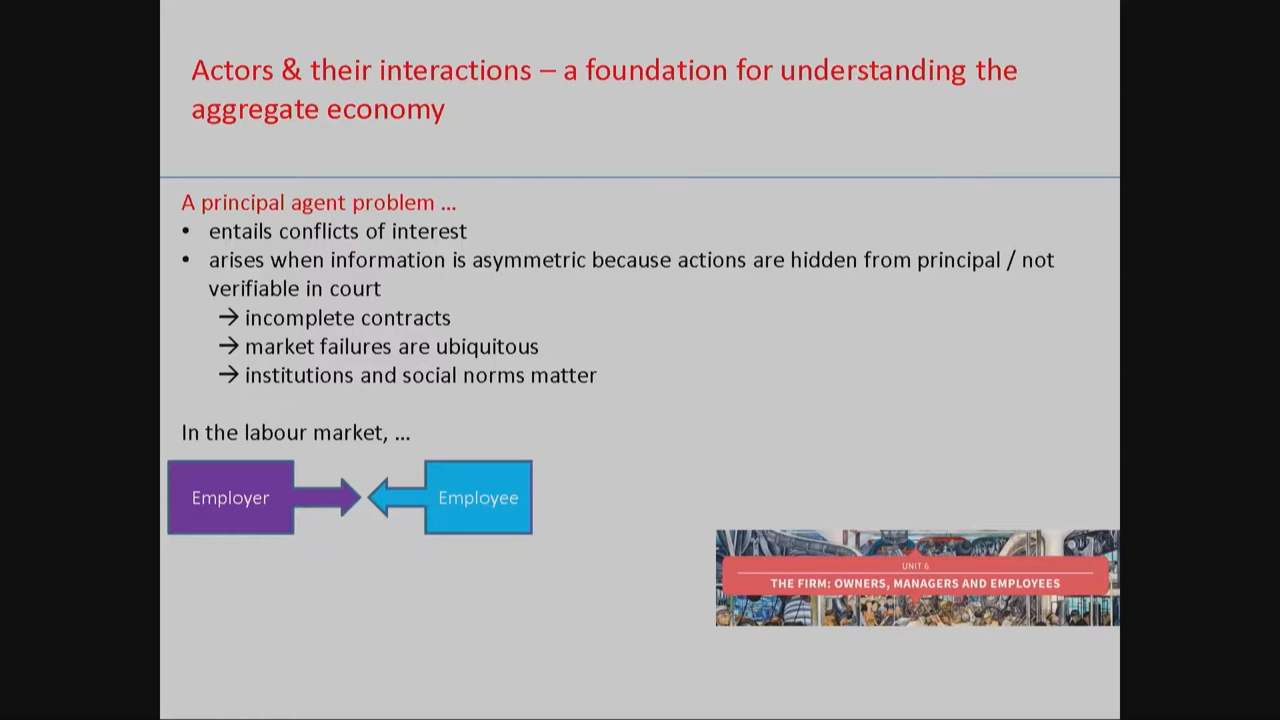 Actors & their interactions – a foundation for understanding the
aggregate economy
A principal agent problem …
• entails conflicts of interest
• arises when information is asymmetric because actions are hidden from principal / not
verifiable in court
→ incomplete contracts
→ market failures are ubiquitous
→ institutions and social norms matter
In the labour market, …
Employer
Employee
UNIT 6
THE FIRM: OWNERS, MANAGERS AND EMPLOYEES